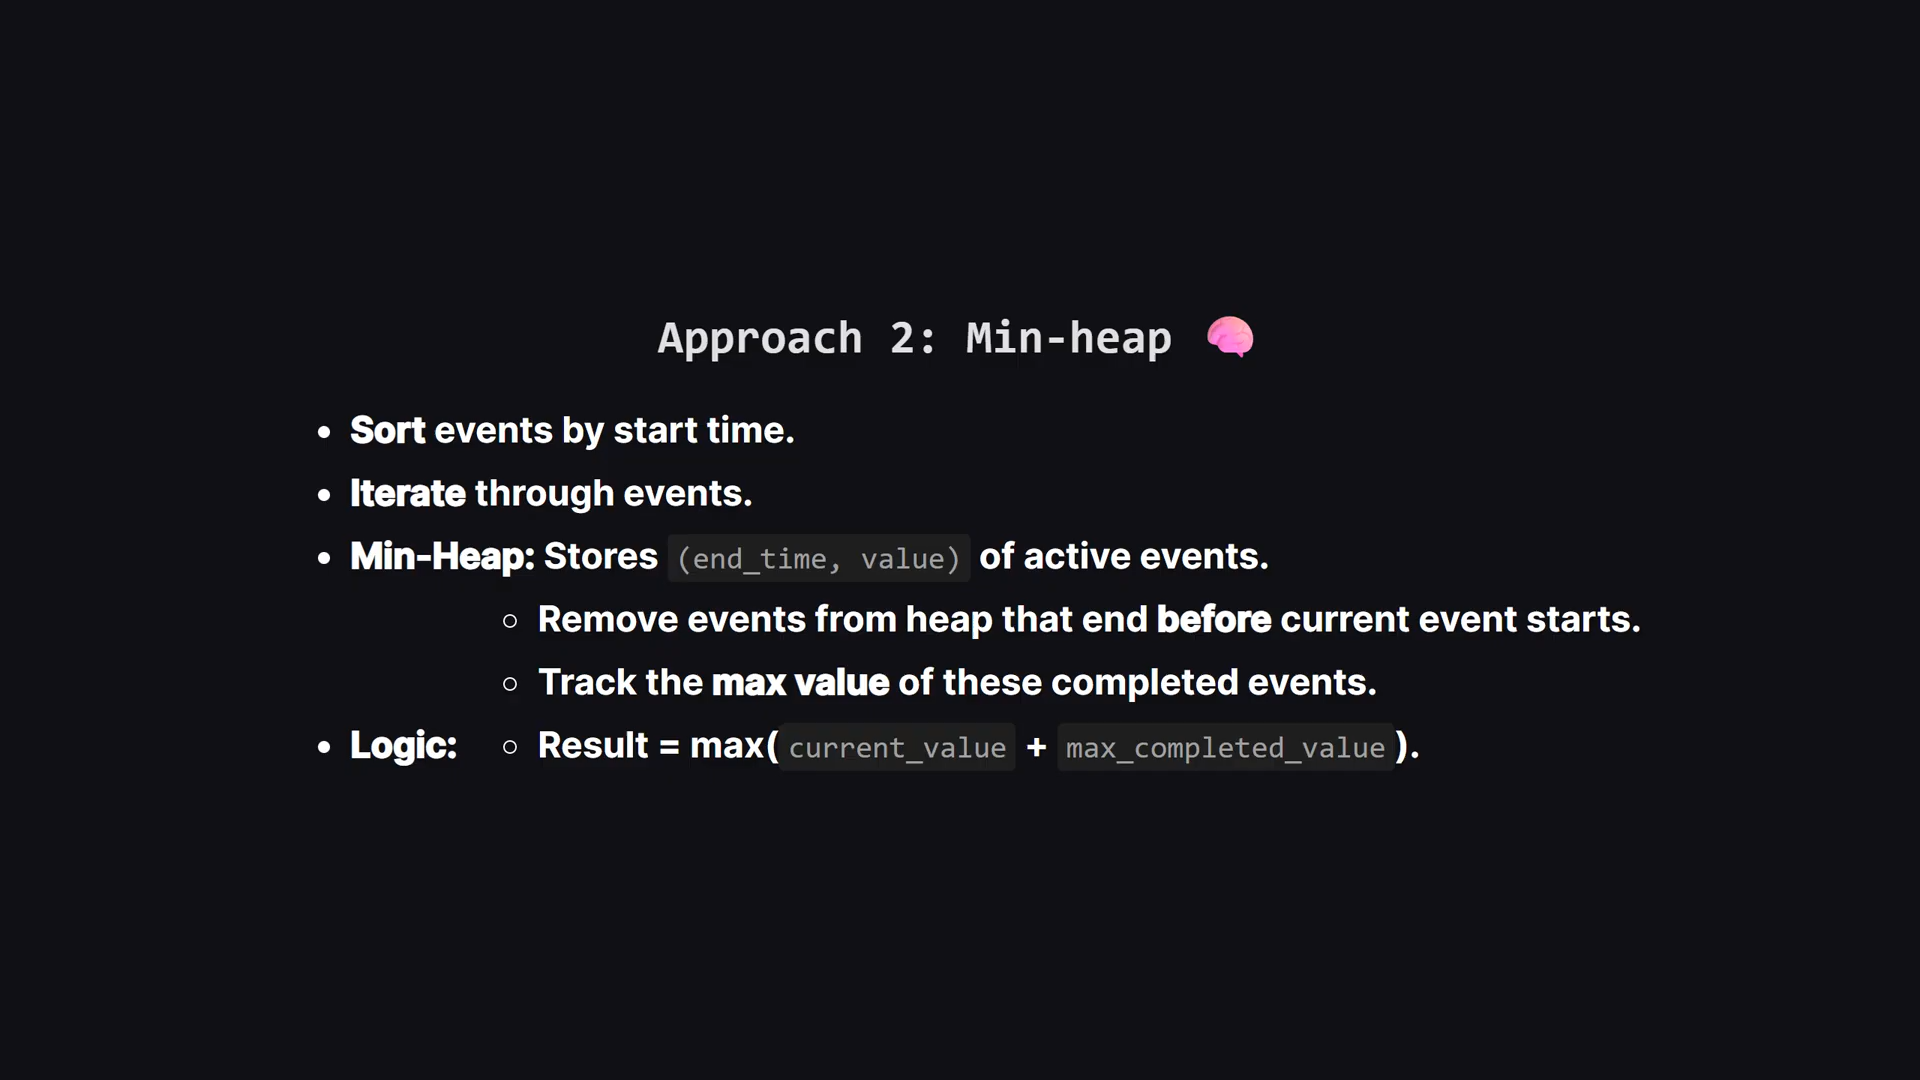 Approach 2: Min-heap 🧠
• Sort events by start time.
• Iterate through events.
• Min-Heap: Stores (end_time, value) of active events.
◦ Remove events from heap that end before current event starts.
◦ Track the max value of these completed events.
• Logic: ◦ Result = max(current_value + max_completed_value).